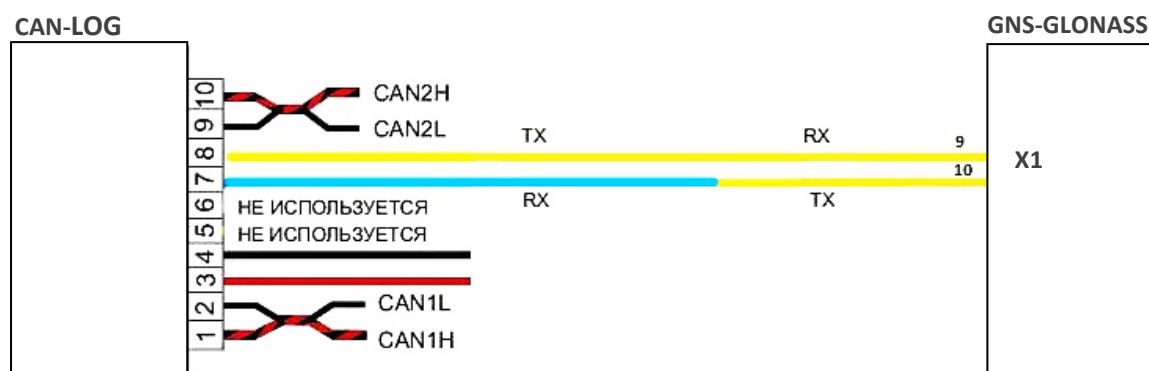 CAN-LOG
GNS-GLONASS
10
CAN2H
9
CAN2L
TX
RX
9
8
X1
10
7
RX
TX
6
НЕ ИСПОЛЬЗУЕТСЯ
5
НЕ ИСПОЛЬЗУЕТСЯ
4
3
2
CAN1L
1
CAN1H